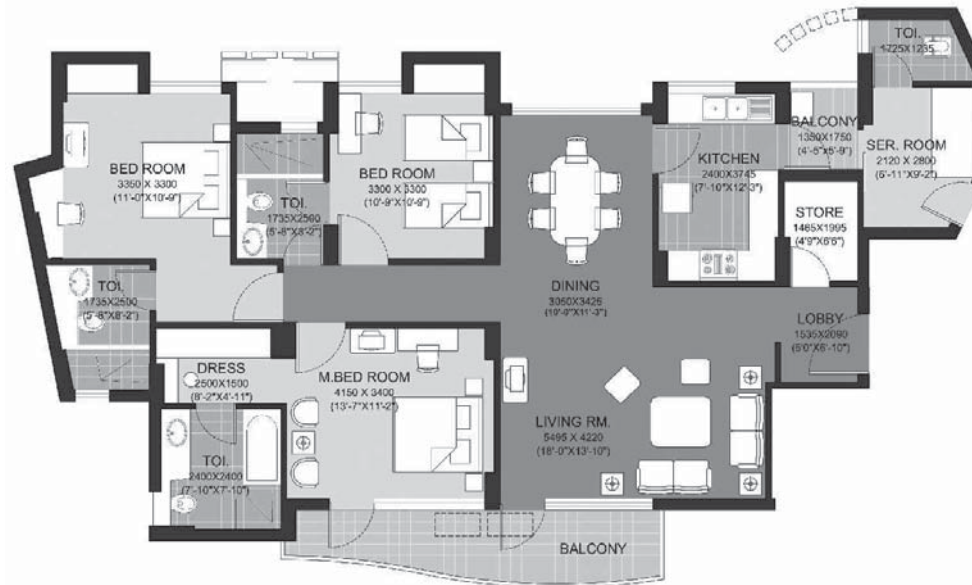 TOI.
1725X1235
BALCONY
1350X1750
(4'-5"x5'-9")
SER. ROOM
2120 X 2800
(6'-11"X9'-2")
KITCHEN
2400X3745
(7'-10"X12'-3")
BED ROOM
3350 X 3300
(11'-0"X10'-9")
BED ROOM
3300 X 3300
(10'-9"X10'-9")
TOI.
1735X2500
(5'-8"X8'-2")
STORE
1465X1995
(4'9"X6'6")
TOI.
1735X2500
(5'-8"X8'-2")
DINING
3050X3425
(10'-0"X11'-3")
LOBBY
1535X2090
(5'0"X6'-10")
DRESS
2500X1500
(8'-2"X4'-11")
M.BED ROOM
4150 X 3400
(13'-7"X11'-2")
LIVING RM.
5495 X 4220
(18'-0"X13'-10")
TOI.
2400X2400
(7'-10"X7'-10")
BALCONY